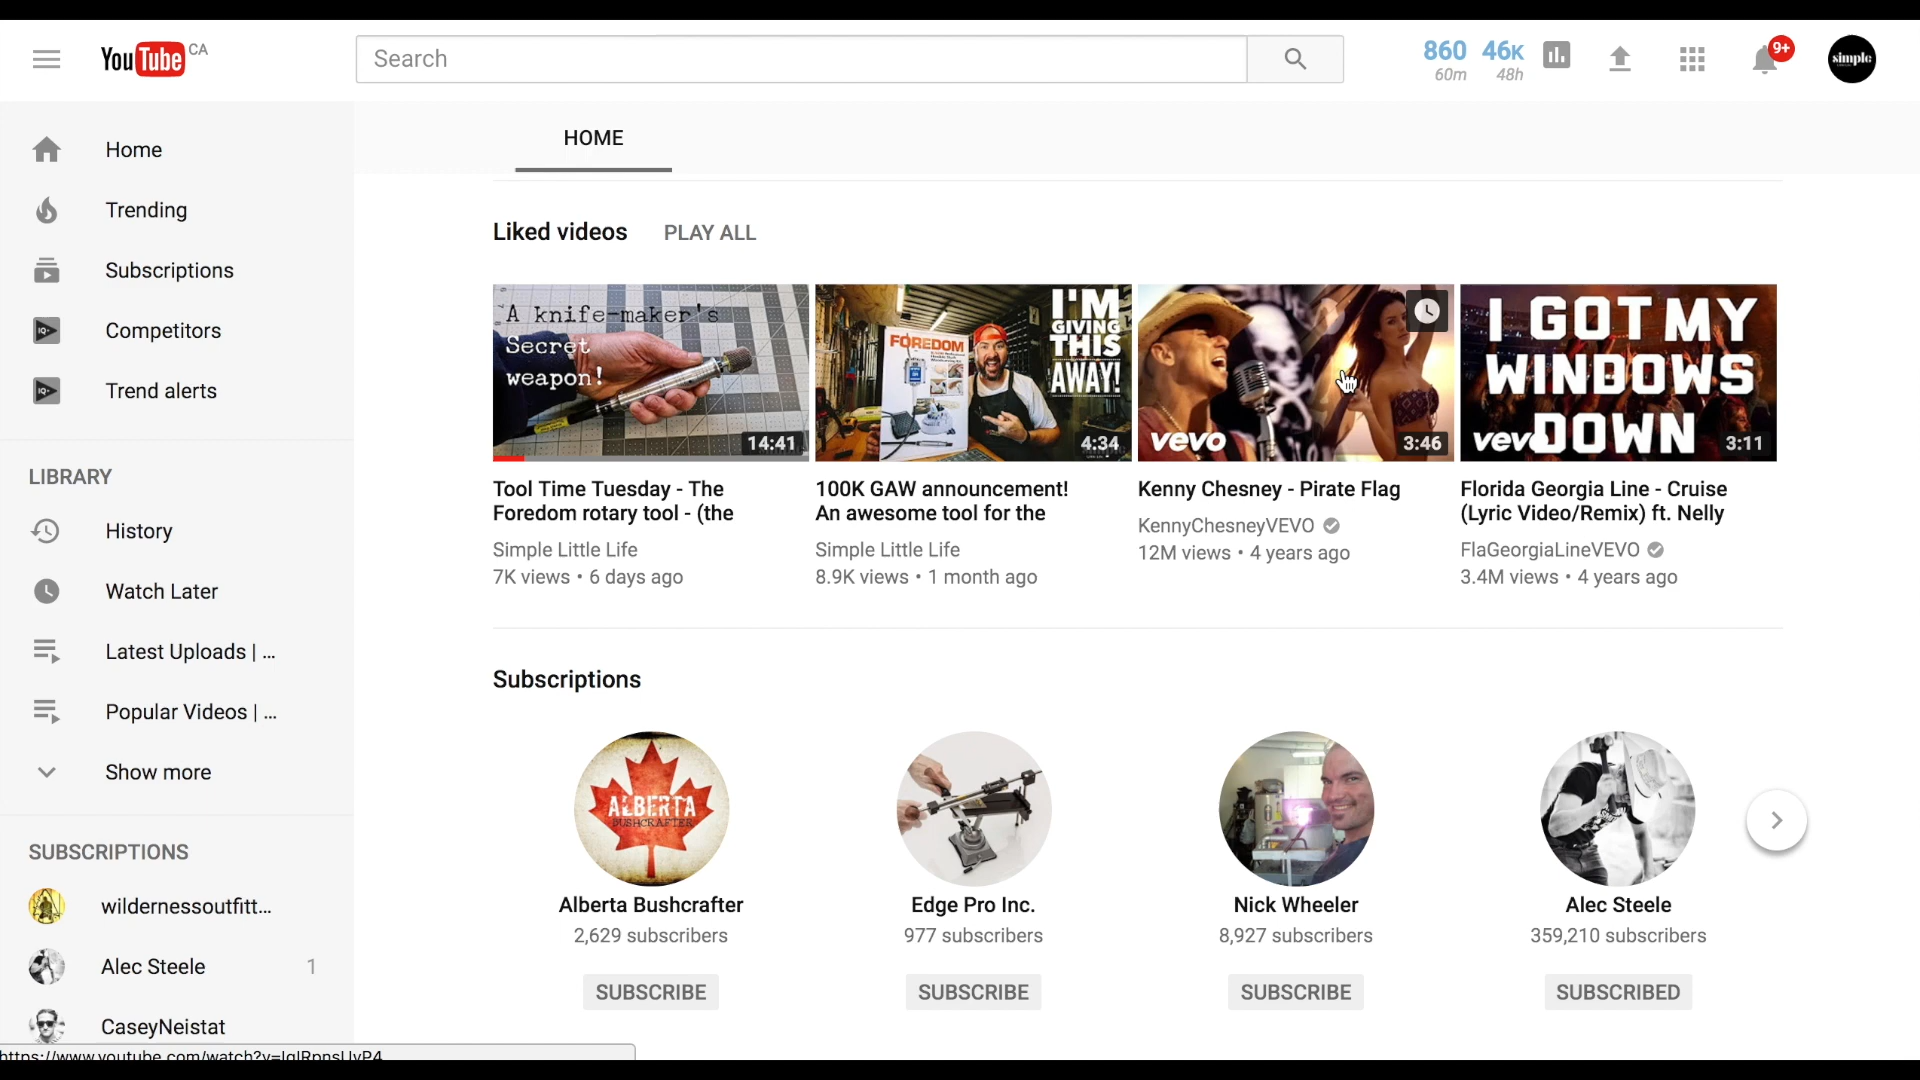 YouTube CA
Search
860 46K
60m 48h
9+
simple
Home
Trending
Subscriptions
Competitors
Trend alerts
LIBRARY
History
Watch Later
Latest Uploads | ...
Popular Videos | ...
Show more
SUBSCRIPTIONS
wildernessoutfitt...
Alec Steele 1
CaseyNeistat
HOME
Liked videos PLAY ALL
A knife-maker's
Secret
weapon!
14:41
FOREDOM
I'M
GIVING
THIS
AWAY!
4:34
vevo
3:46
I GOT MY
WINDOWS
DOWN
vevo
3:11
Tool Time Tuesday - The
Foredom rotary tool - (the
Simple Little Life
7K views • 6 days ago
100K GAW announcement!
An awesome tool for the
Simple Little Life
8.9K views • 1 month ago
Kenny Chesney - Pirate Flag
KennyChesneyVEVO
12M views • 4 years ago
Florida Georgia Line - Cruise
(Lyric Video/Remix) ft. Nelly
FlaGeorgiaLineVEVO
3.4M views • 4 years ago
Subscriptions
ALBERTA
BUSHCRAFTER
Alberta Bushcrafter
2,629 subscribers
SUBSCRIBE
Edge Pro Inc.
977 subscribers
SUBSCRIBE
Nick Wheeler
8,927 subscribers
SUBSCRIBE
Alec Steele
359,210 subscribers
SUBSCRIBED